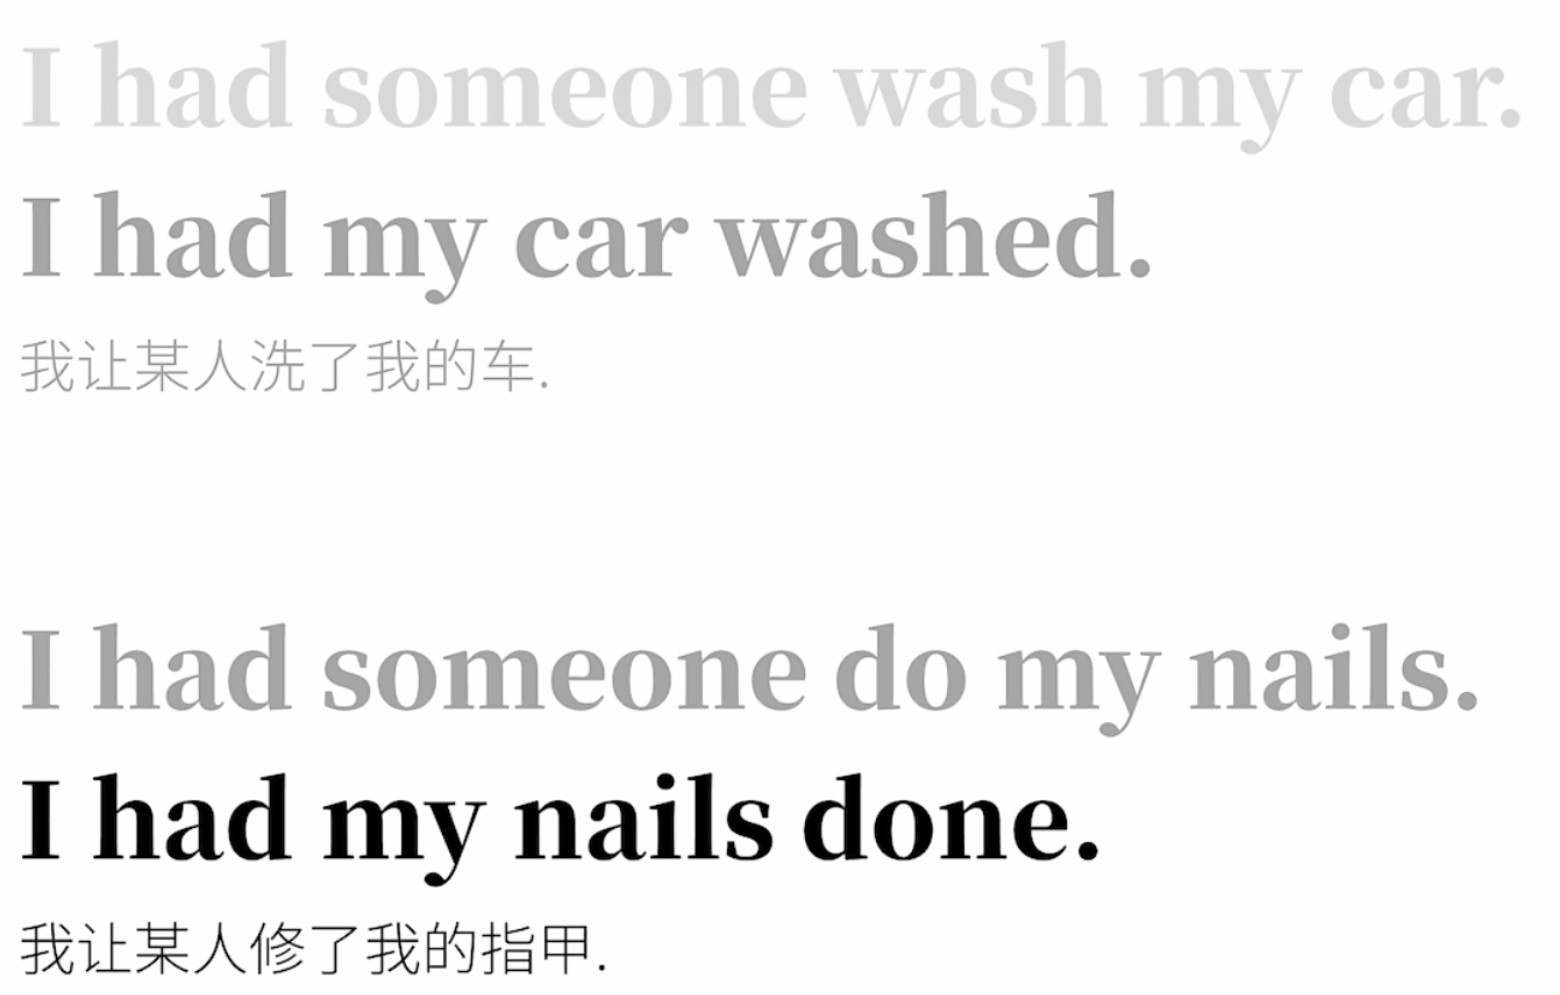 I had someone wash my car.
I had my car washed.
我让某人洗了我的车.
I had someone do my nails.
I had my nails done.
我让某人修了我的指甲.